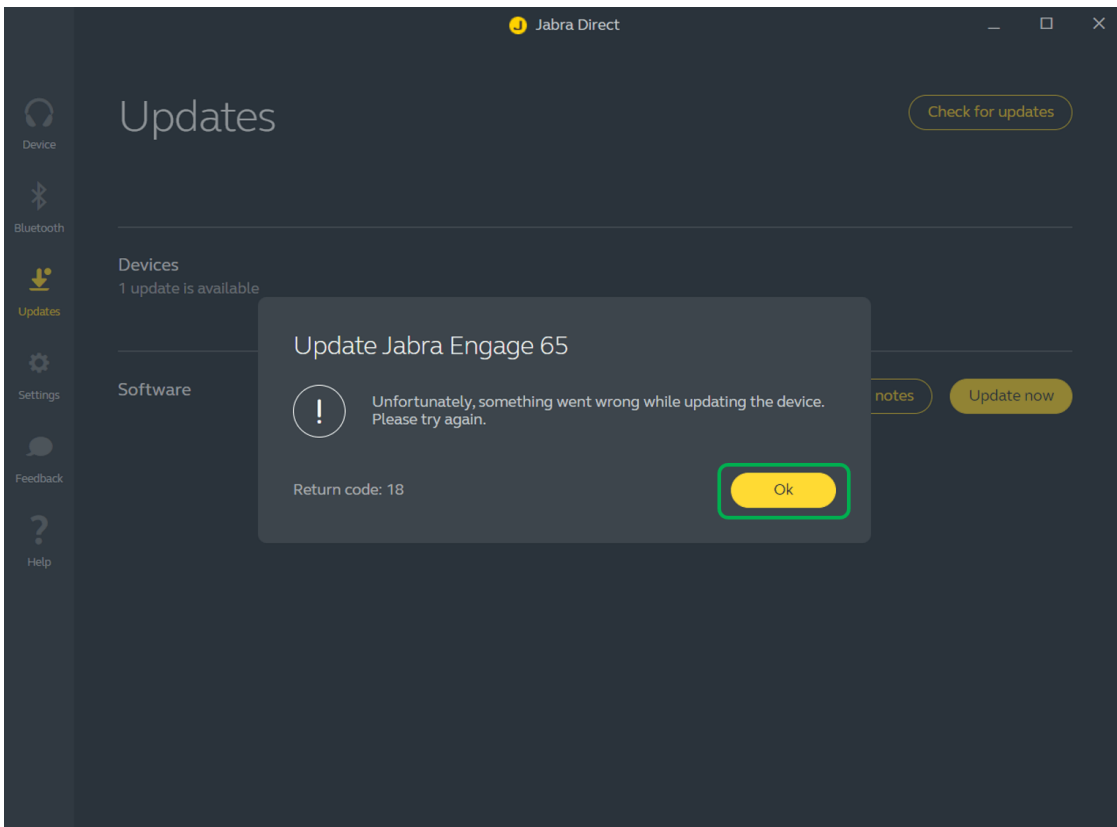 Jabra Direct
Updates
Check for updates
Device
Bluetooth
Devices
1 update is available
Updates
Update Jabra Engage 65
Software
notes
Update now
Settings
Unfortunately, something went wrong while updating the device.
Please try again.
Feedback
Return code: 18
Ok
?
Help